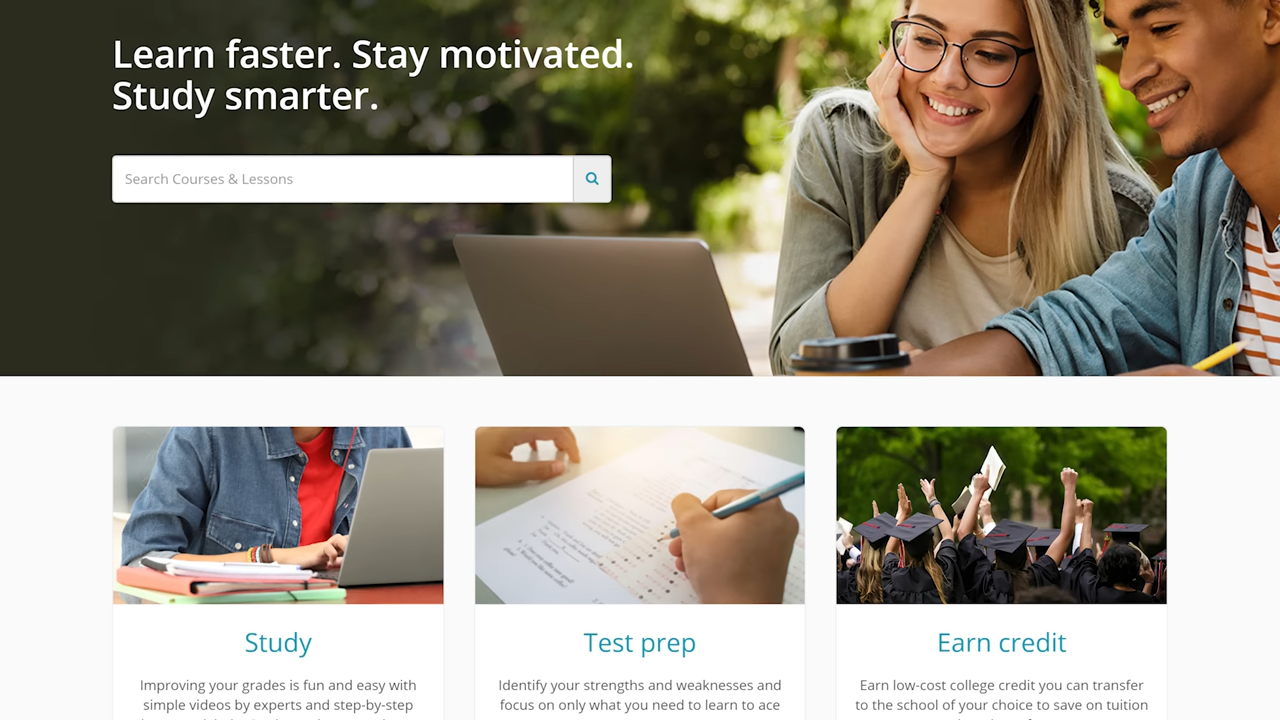 Learn faster. Stay motivated.
Study smarter.
Search Courses & Lessons
Study
Improving your grades is fun and easy with
simple videos by experts and step-by-step
Test prep
Identify your strengths and weaknesses and
focus on only what you need to learn to ace
Earn credit
Earn low-cost college credit you can transfer
to the school of your choice to save on tuition